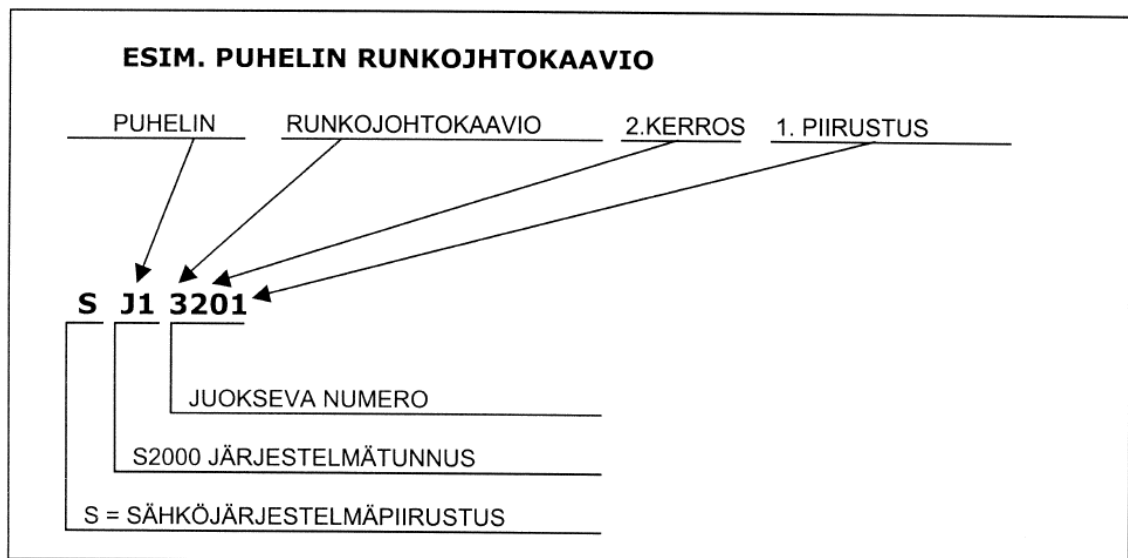 ESIM. PUHELIN RUNKOJHTOKAAVIO
PUHELIN RUNKOJOHTOKAAVIO 2.KERROS 1. PIIRUSTUS
S J1 3201
JUOKSEVA NUMERO
S2000 JÄRJESTELMÄTUNNUS
S = SÄHKÖJÄRJESTELMÄPIIRUSTUS